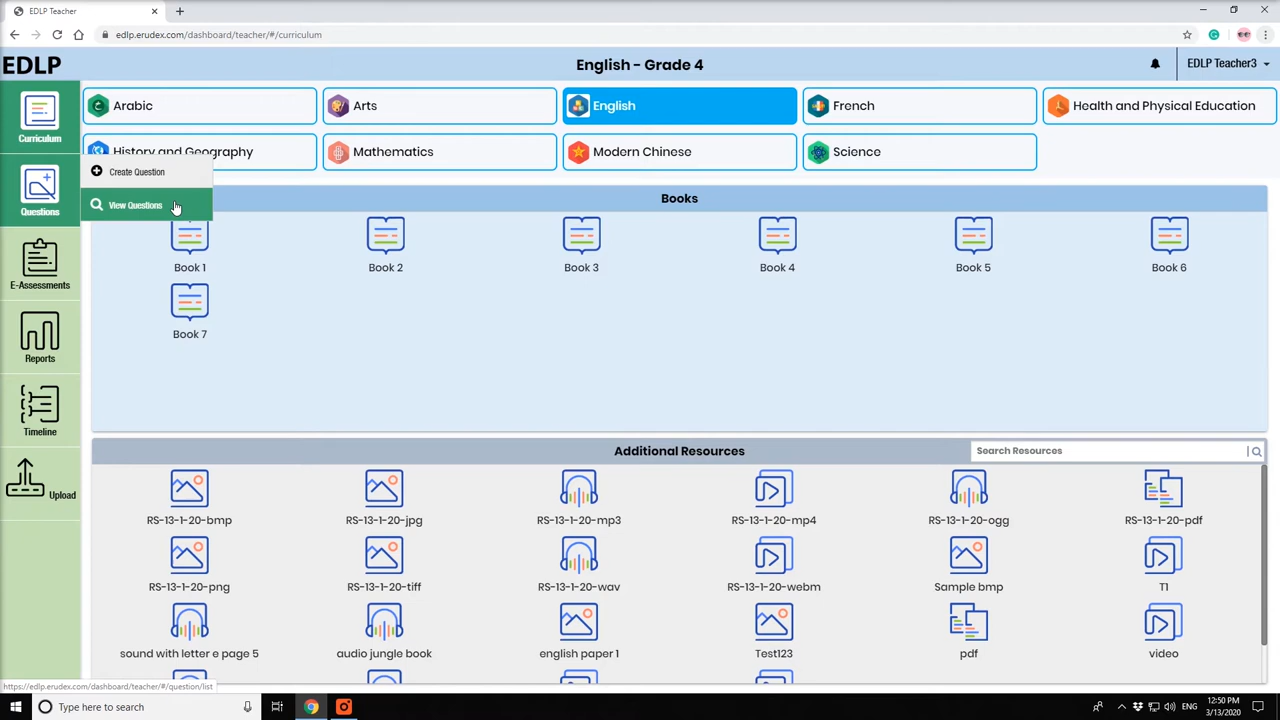 EDLP Teacher
edlp.erudex.com/dashboard/teacher/#/curriculum
EDLP
English - Grade 4
EDLP Teacher3
Curriculum
Questions
E-Assessments
Reports
Timeline
Upload
Arabic
Arts
English
French
Health and Physical Education
History and Geography
Mathematics
Modern Chinese
Science
Create Question
View Questions
Books
Book 1
Book 2
Book 3
Book 4
Book 5
Book 6
Book 7
Additional Resources
Search Resources
RS-13-1-20-bmp
RS-13-1-20-jpg
RS-13-1-20-mp3
RS-13-1-20-mp4
RS-13-1-20-ogg
RS-13-1-20-pdf
RS-13-1-20-png
RS-13-1-20-tiff
RS-13-1-20-wav
RS-13-1-20-webm
Sample bmp
T1
sound with letter e page 5
audio jungle book
english paper 1
Test123
pdf
video
https://edlp.erudex.com/dashboard/teacher/#/question/list
Type here to search
ENG
12:50 PM
3/13/2020